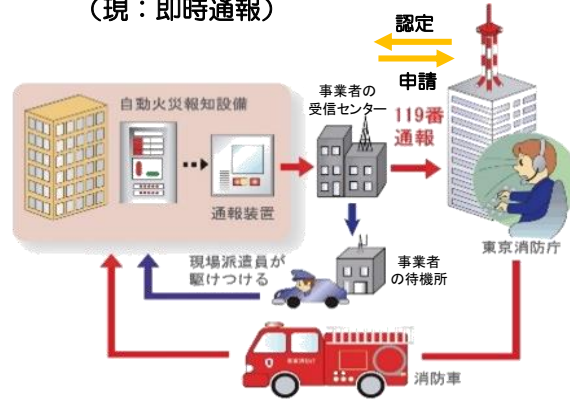 （現：即時通報）
認定
申請
自動火災報知設備
通報装置
事業者の
受信センター
119番
通報
東京消防庁
現場派遣員が
駆けつける
事業者
の待機所
消防車